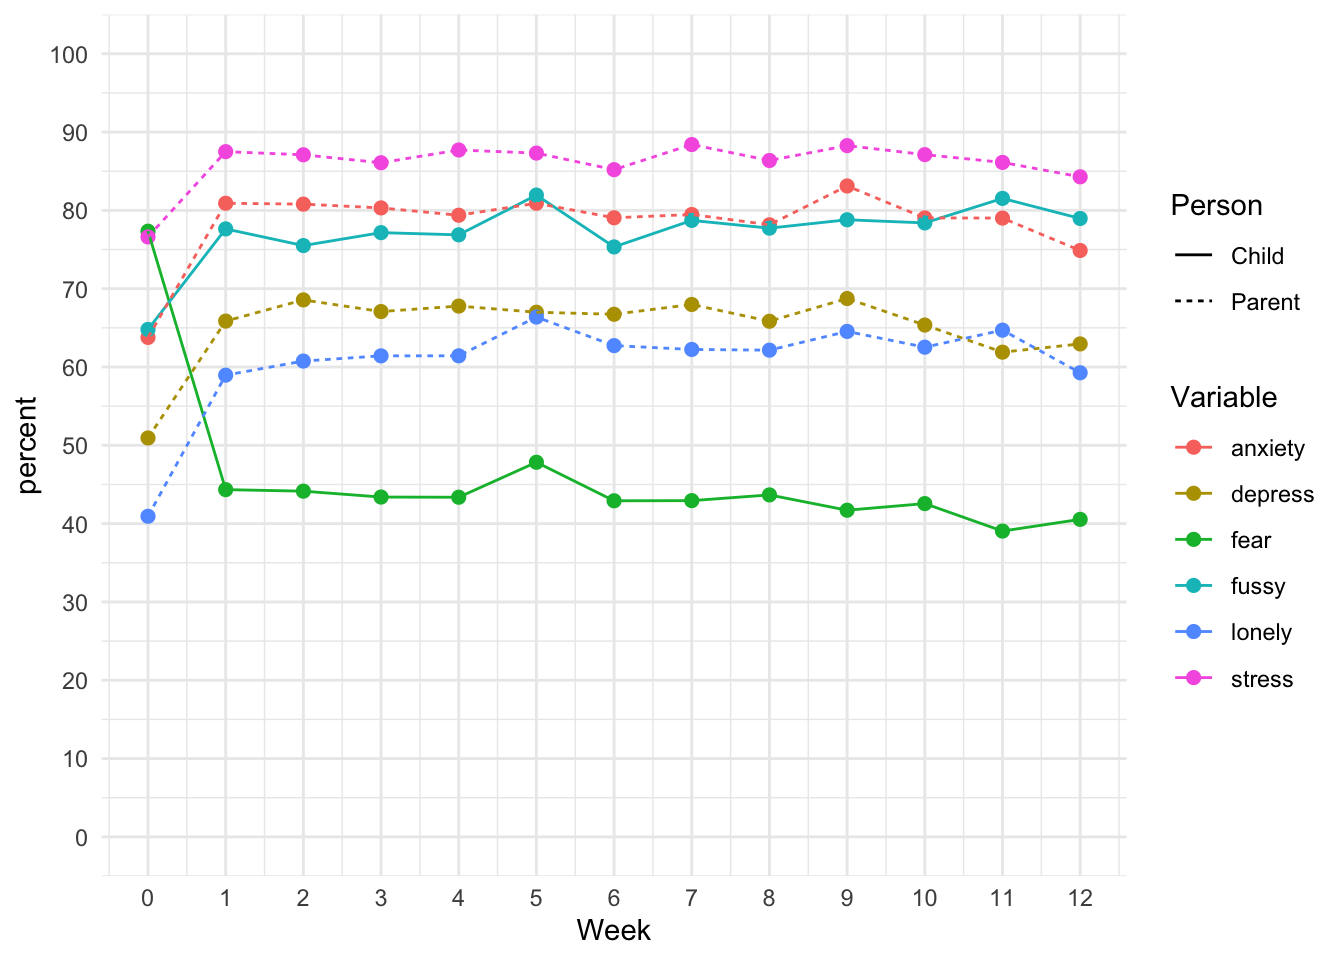 percent
100
90
80
70
60
50
40
30
20
10
0
0 1 2 3 4 5 6 7 8 9 10 11 12
Week
Person
Child
Parent
Variable
anxiety
depress
fear
fussy
lonely
stress